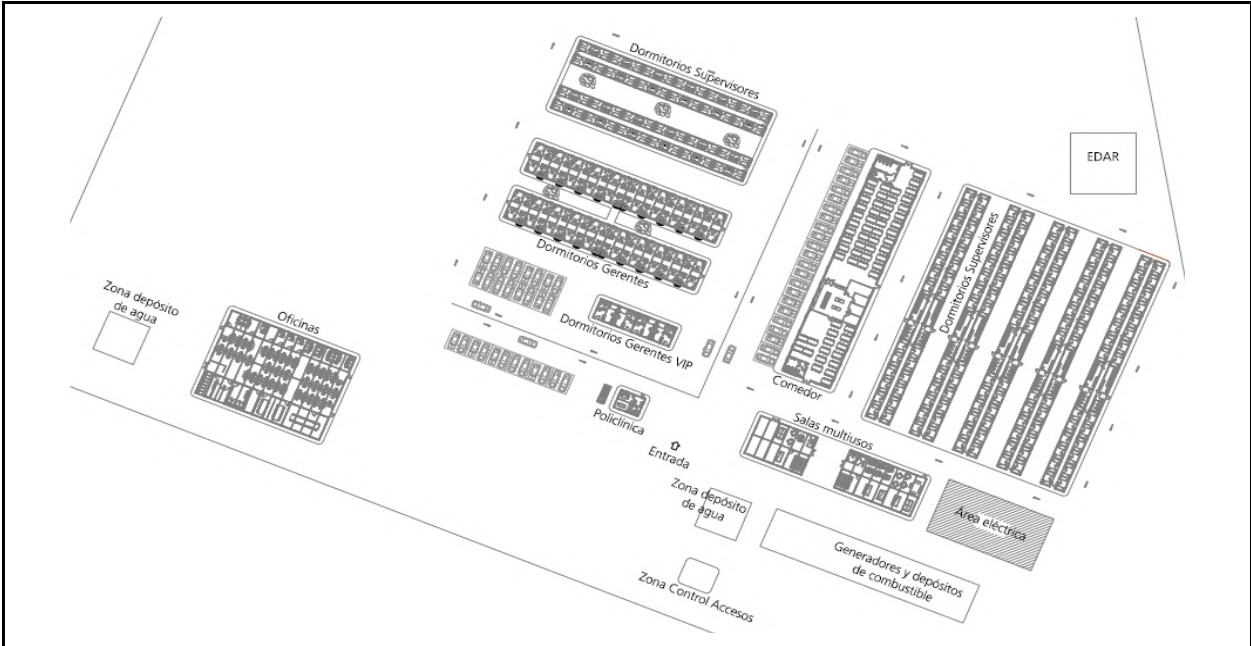 Dormitorios Supervisores
EDAR
Dormitorios Supervisores
Dormitorios Gerentes
Zona depósito
de agua
Oficinas
Dormitorios Gerentes VIP
Comedor
Policlínica
Salas multiusos
Entrada
Zona depósito
de agua
Área eléctrica
Generadores y depósitos
de combustible
Zona Control Accesos